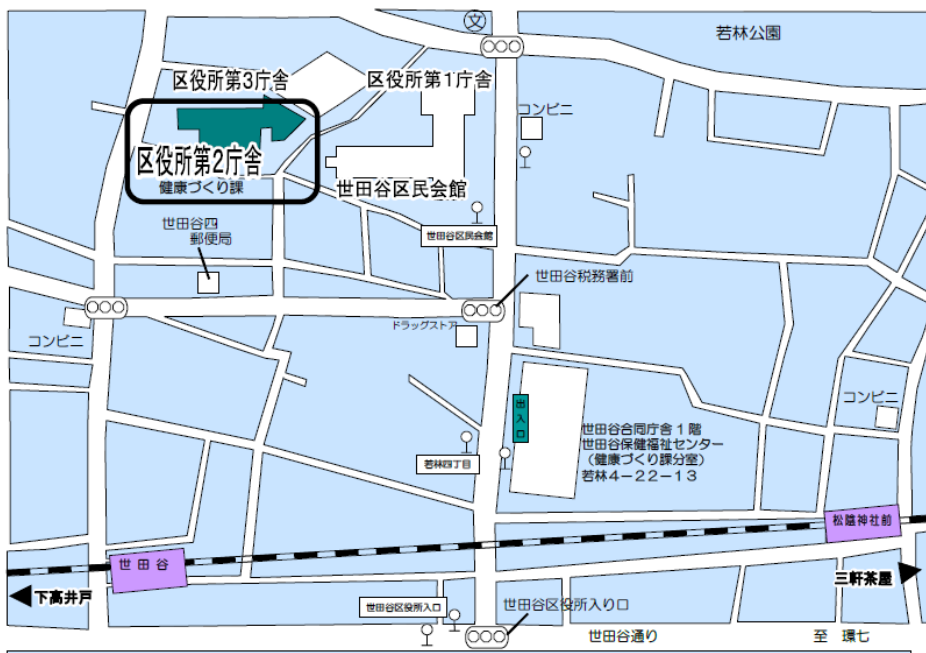 文
若林公園
区役所第3庁舎
区役所第1庁舎
コンビニ
区役所第2庁舎
健康づくり課
世田谷区民会館
世田谷四
郵便局
世田谷区民会館
世田谷税務署前
コンビニ
ドラッグストア
出入口
コンビニ
世田谷合同庁舎1階
世田谷保健福祉センター
(健康づくり課分室)
若林4-22-13
若林四丁目
松陰神社前
世田谷
下高井戸
三軒茶屋
世田谷区役所入口
世田谷区役所入り口
世田谷通り
至 環七